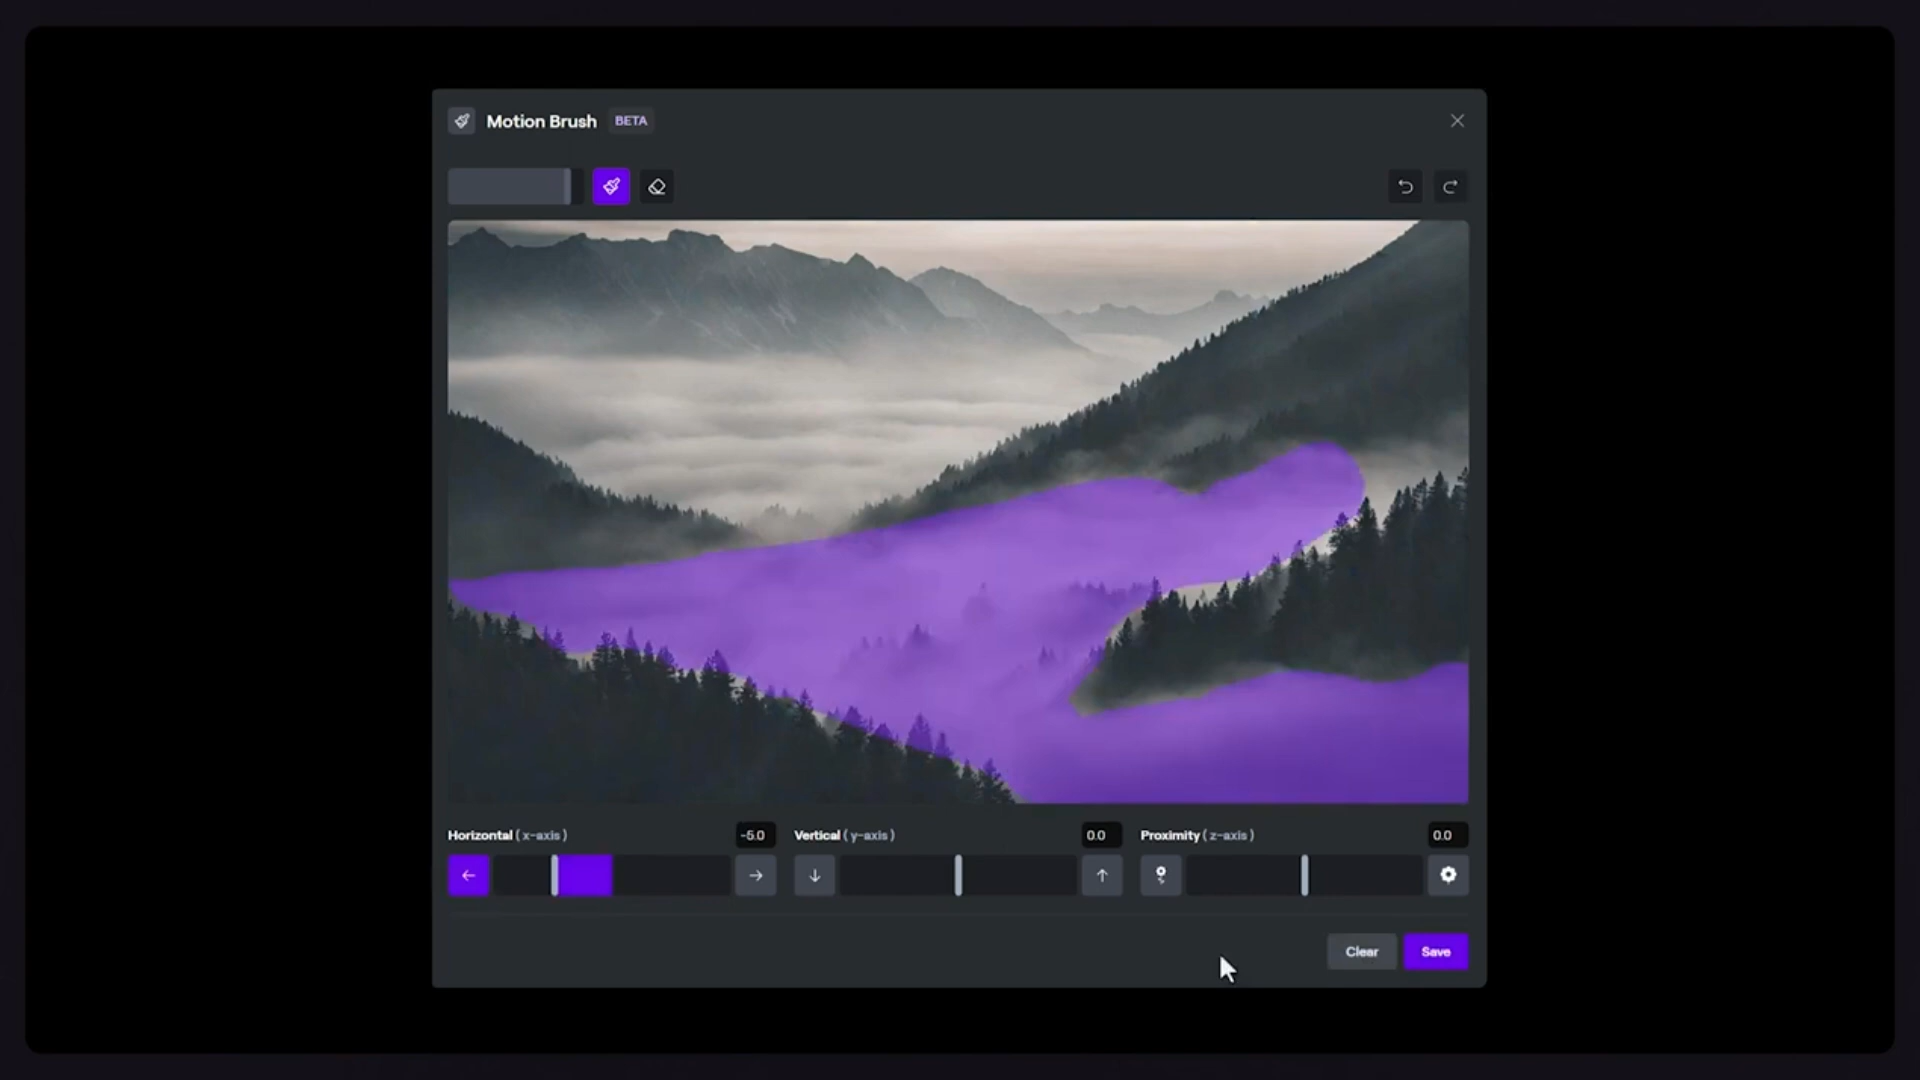 Motion Brush BETA
Horizontal (x-axis) -5.0 Vertical (y-axis) 0.0 Proximity (z-axis) 0.0
Clear Save